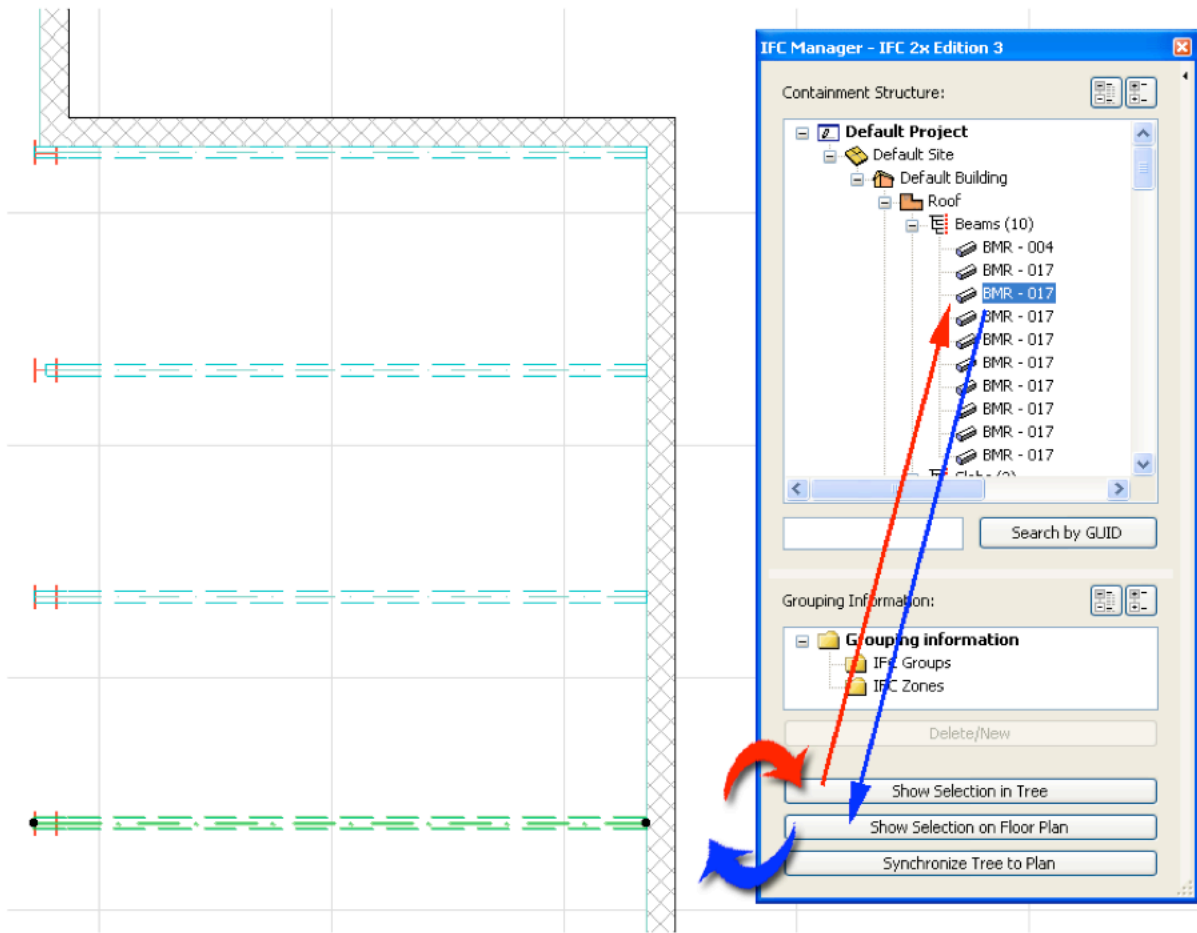 IFC Manager - IFC 2x Edition 3
Containment Structure:
Default Project
Default Site
Default Building
Roof
Beams (10)
BMR - 004
BMR - 017
BMR - 017
BMR - 017
BMR - 017
BMR - 017
BMR - 017
BMR - 017
BMR - 017
BMR - 017
Search by GUID
Grouping Information:
Grouping information
IFC Groups
IFC Zones
Delete/New
Show Selection in Tree
Show Selection on Floor Plan
Synchronize Tree to Plan